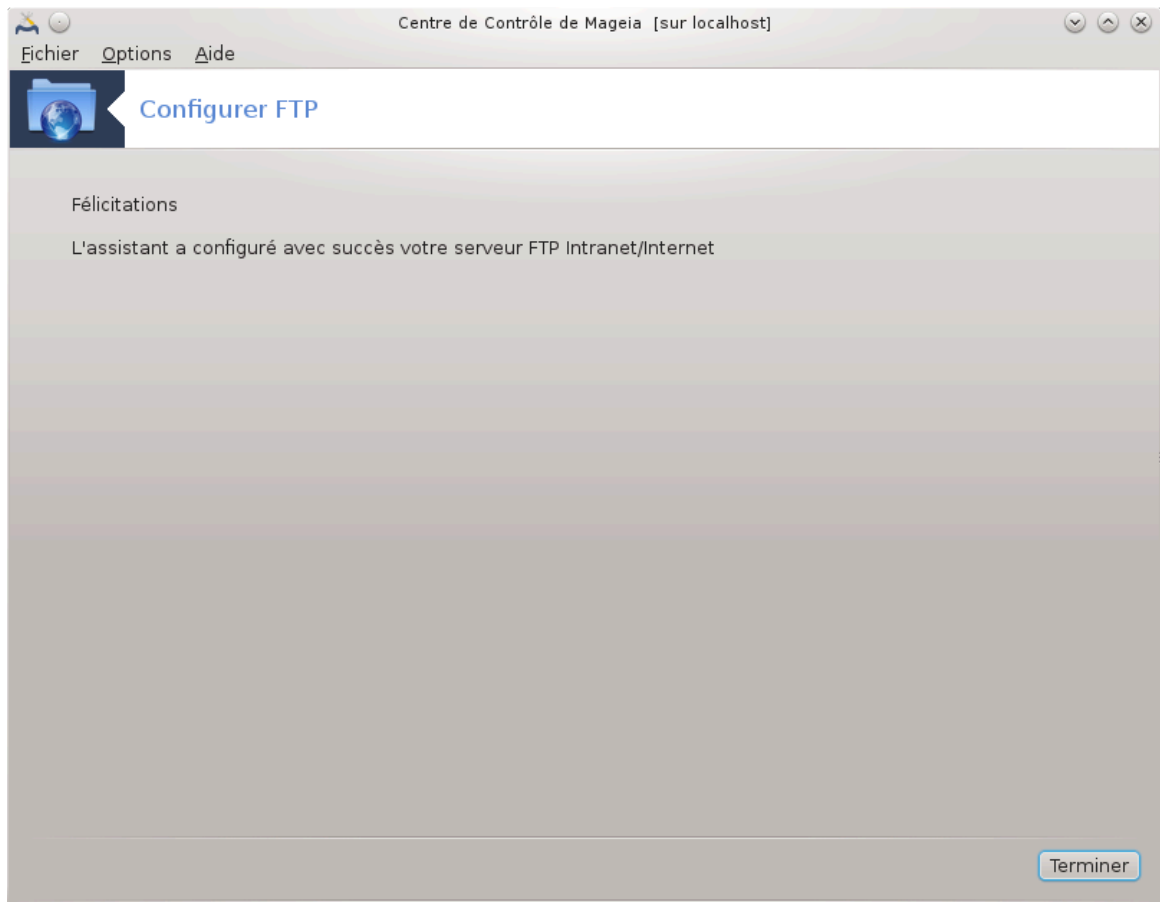 Centre de Contrôle de Mageia [sur localhost]
Fichier Options Aide
Configurer FTP
Félicitations
L'assistant a configuré avec succès votre serveur FTP Intranet/Internet
Terminer